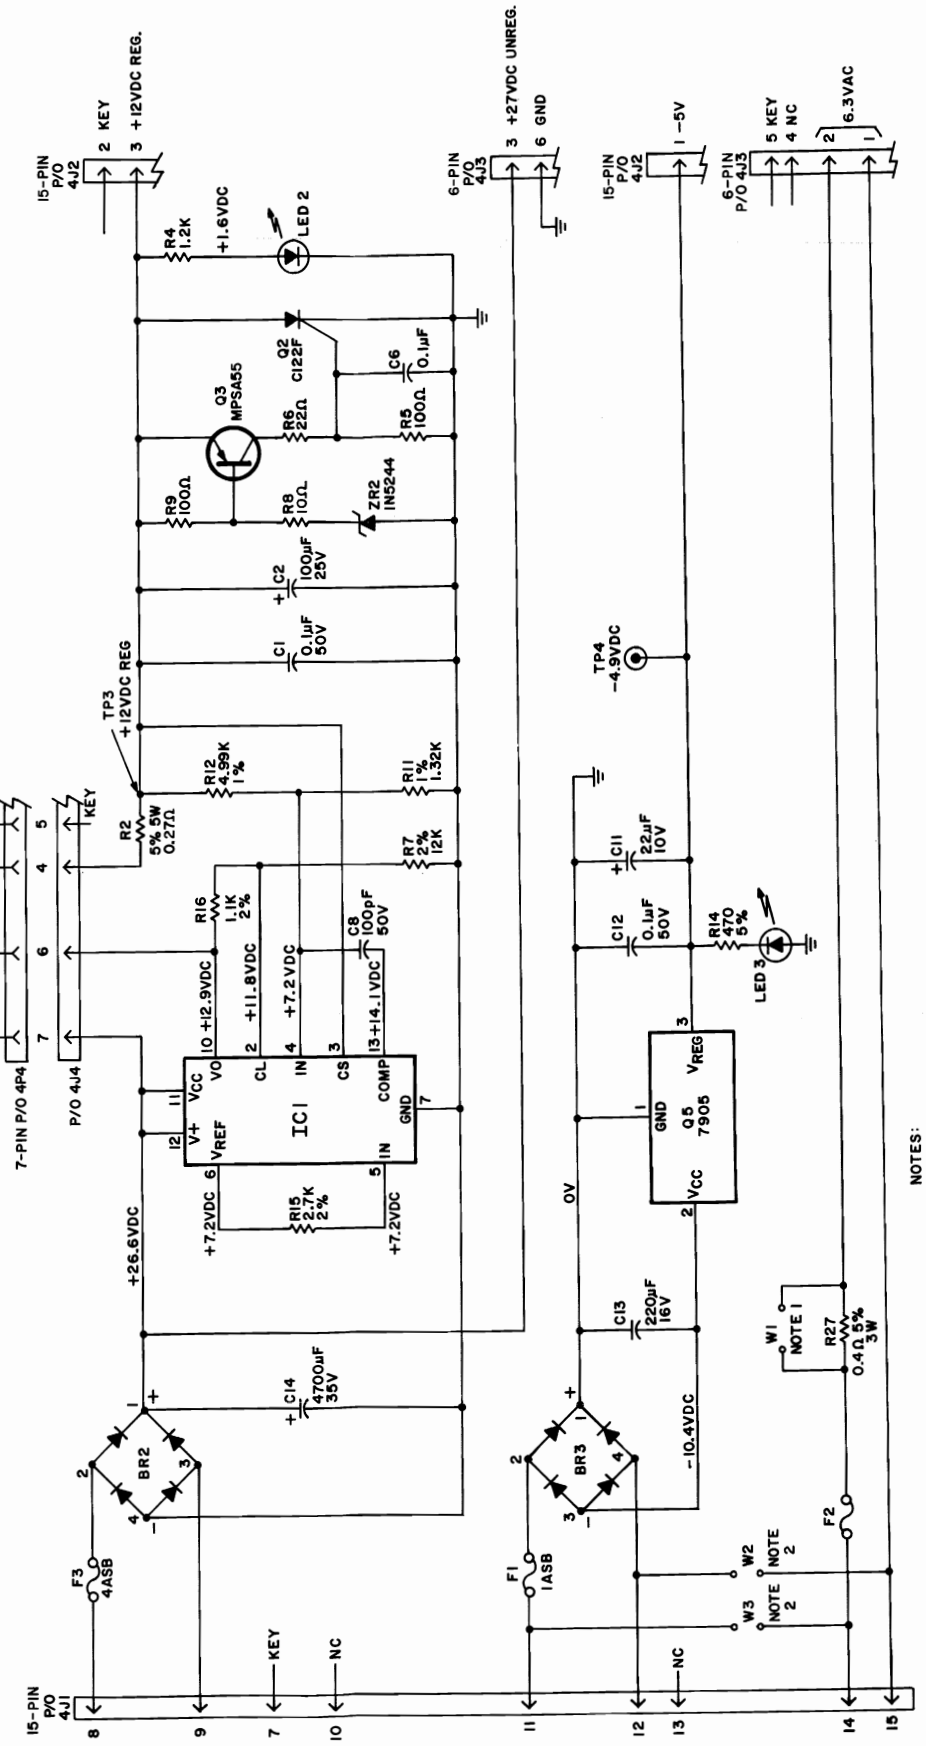 15-PIN
P/O
4J2
2 KEY
3 +12VDC REG.
6-PIN
P/O
4J3
3 +27VDC UNREG.
6 GND
15-PIN
P/O
4J2
1 -5V
6-PIN
P/O 4J3
5 KEY
4 NC
2
1
6.3VAC
R4
1.2K
+1.6VDC
LED 2
Q2
C122F
C6
0.1µF
Q3
MPSA55
R6
22Ω
R5
100Ω
R9
100Ω
R8
10Ω
ZR2
1N5244
+
C2
100µF
25V
C1
0.1µF
50V
TP3
+12VDC REG
TP4
-4.9VDC
R12
4.99K
1%
R11
1%
1.32K
R2
5% 5W
0.27Ω
5
KEY
4
6
7
7-PIN P/O 4P4
P/O 4J4
R16
1.1K
2%
R7
2%
12K
C8
100pF
50V
10 +12.9VDC
2 +11.8VDC
4 +7.2VDC
3
13 +14.1VDC
11
12
VCC
V+
VO
CL
IN
CS
COMP
VREF
IC1
IN
GND
7
6
5
+7.2VDC
R15
2.7K
2%
+7.2VDC
+26.6VDC
+ C11
22µF
10V
C12
0.1µF
50V
R14
470
5%
LED 3
3
VREG
1
GND
Q5
7905
VCC
2
0V
C13
220µF
16V
-10.4VDC
+ C14
4700µF
35V
1
+
2
BR2
3
4
-
1
+
2
BR3
4
3
-
W1
NOTE 1
R27
0.4Ω 5%
3W
F3
4ASB
F1
1ASB
F2
W2
NOTE
2
W3
NOTE
2
15-PIN
P/O
4J1
8
9
7
KEY
10
NC
11
12
13
NC
14
15
NOTES: